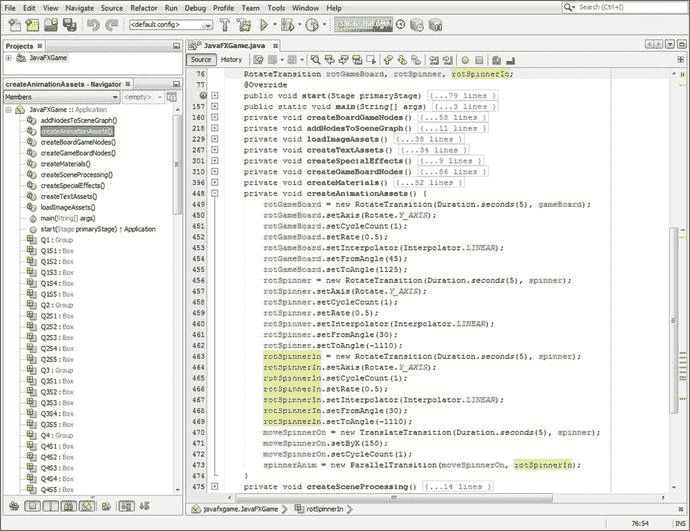 File Edit View Navigate Source Refactor Run Debug Profile Team Tools Window Help
Search (Ctrl+I)
<default config>
Projects
JavaFXGame
createAnimationAssets() - Navigator
Members
<empty>
JavaFXGame :: Application
addNodesToSceneGraph()
createAnimationAssets()
createBoardGameNodes()
createGameBoardNodes()
createMaterials()
createSceneProcessing()
createSpecialEffects()
createTextAssets()
loadImageAssets()
main(String[] args)
start(Stage primaryStage) ↑ Application
Q1 : Group
Q1S1 : Box
Q1S2 : Box
Q1S3 : Box
Q1S4 : Box
Q1S5 : Box
Q2 : Group
Q2S1 : Box
Q2S2 : Box
Q2S3 : Box
Q2S4 : Box
Q2S5 : Box
Q3 : Group
Q3S1 : Box
Q3S2 : Box
Q3S3 : Box
Q3S4 : Box
Q3S5 : Box
Q4 : Group
Q4S1 : Box
Q4S2 : Box
Q4S3 : Box
Q4S4 : Box
Q4S5 : Box
JavaFXGame.java
Source History
76 RotateTransition rotGameBoard, rotSpinner, rotSpinnerIn;
77 @Override
public void start(Stage primaryStage) {...79 lines }
157 public static void main(String[] args) {...3 lines }
160 private void createBoardGameNodes() {...58 lines }
218 private void addNodesToSceneGraph() {...11 lines }
229 private void loadImageAssets() {...38 lines }
267 private void createTextAssets() {...34 lines }
301 private void createSpecialEffects() {...9 lines }
310 private void createGameBoardNodes() {...86 lines }
396 private void createMaterials() {...52 lines }
448 private void createAnimationAssets() {
449 rotGameBoard = new RotateTransition(Duration.seconds(5), gameBoard);
450 rotGameBoard.setAxis(Rotate.Y_AXIS);
451 rotGameBoard.setCycleCount(1);
452 rotGameBoard.setRate(0.5);
453 rotGameBoard.setInterpolator(Interpolator.LINEAR);
454 rotGameBoard.setFromAngle(45);
455 rotGameBoard.setToAngle(1125);
456 rotSpinner = new RotateTransition(Duration.seconds(5), spinner);
457 rotSpinner.setAxis(Rotate.Y_AXIS);
458 rotSpinner.setCycleCount(1);
459 rotSpinner.setRate(0.5);
460 rotSpinner.setInterpolator(Interpolator.LINEAR);
461 rotSpinner.setFromAngle(30);
462 rotSpinner.setToAngle(-1110);
463 rotSpinnerIn = new RotateTransition(Duration.seconds(5), spinner);
464 rotSpinnerIn.setAxis(Rotate.Y_AXIS);
465 rotSpinnerIn.setCycleCount(1);
466 rotSpinnerIn.setRate(0.5);
467 rotSpinnerIn.setInterpolator(Interpolator.LINEAR);
468 rotSpinnerIn.setFromAngle(30);
469 rotSpinnerIn.setToAngle(-1110);
470 moveSpinnerOn = new TranslateTransition(Duration.seconds(5), spinner);
471 moveSpinnerOn.setByX(150);
472 moveSpinnerOn.setCycleCount(1);
473 spinnerAnim = new ParallelTransition(moveSpinnerOn, rotSpinnerIn);
474 }
475 private void createSceneProcessing() {...14 lines }
javafxgame.JavaFXGame
rotSpinnerIn
76:54 INS